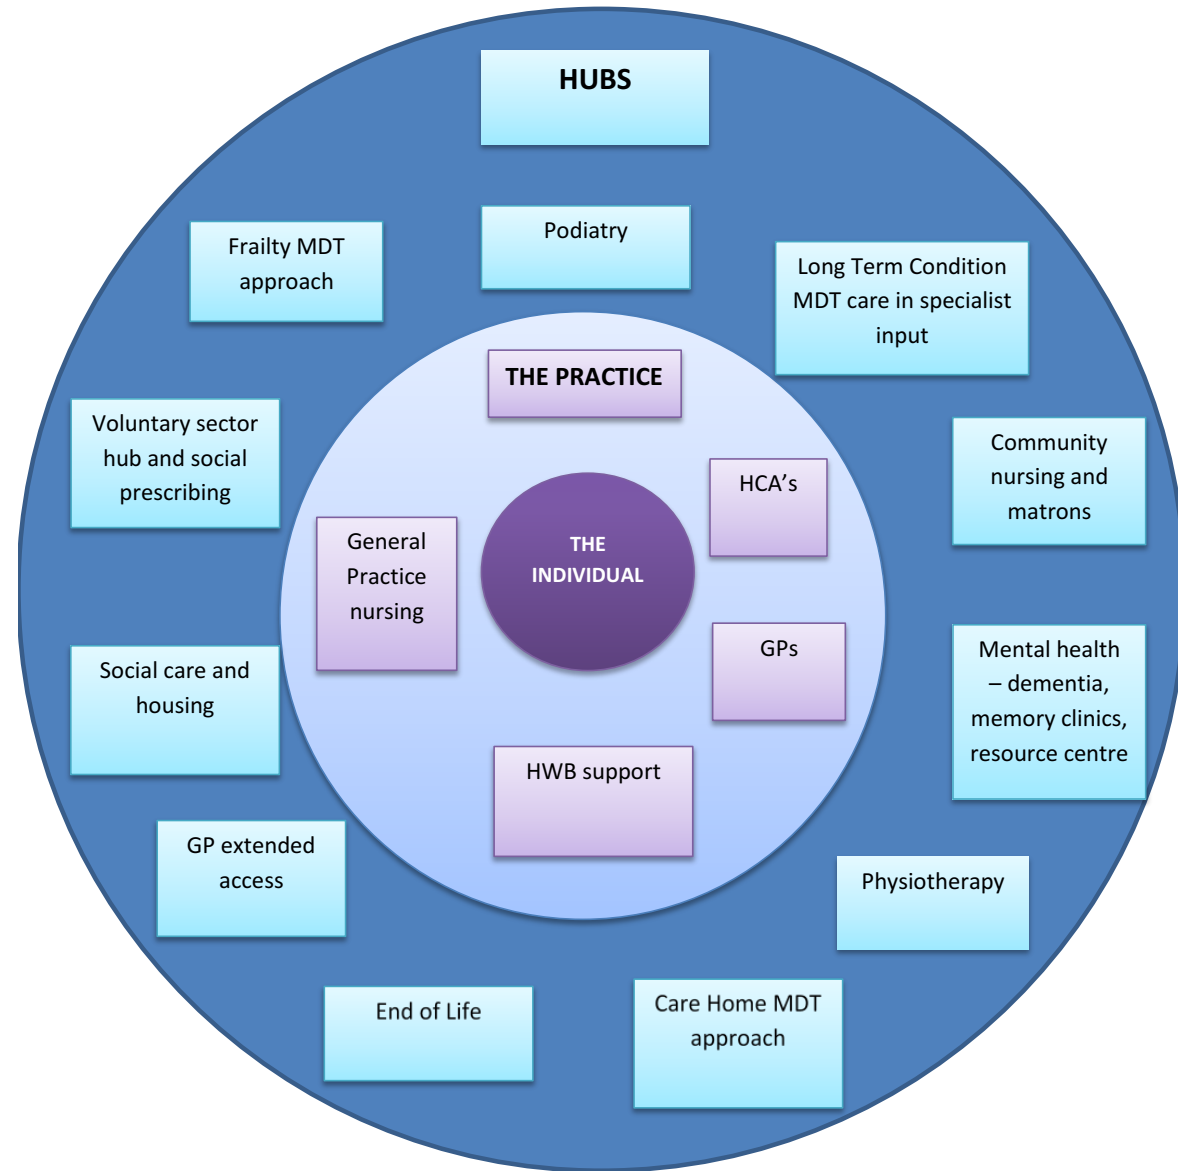 HUBS
Podiatry
Frailty MDT
approach
Long Term Condition
MDT care in specialist
input
Voluntary sector
hub and social
prescribing
Community
nursing and
matrons
Social care and
housing
Mental health
– dementia,
memory clinics,
resource centre
GP extended
access
Physiotherapy
End of Life
Care Home MDT
approach
THE PRACTICE
HCA’s
General
Practice
nursing
GPs
HWB support
THE
INDIVIDUAL